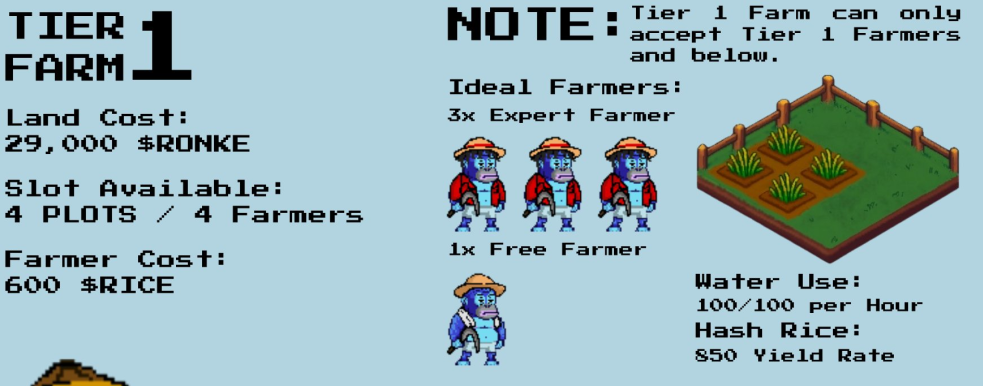 TIER 1
FARM
Land Cost:
29,000 $RONKE
Slot Available:
4 PLOTS / 4 Farmers
Farmer Cost:
600 $RICE
NOTE: Tier 1 Farm can only
accept Tier 1 Farmers
and below.
Ideal Farmers:
3x Expert Farmer
1x Free Farmer
Water Use:
100/100 per Hour
Hash Rice:
850 Yield Rate